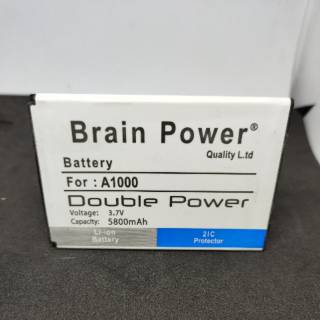 Brain Power®
Quality L.td
Battery
For : A1000
Double Power
Voltage: 3.7V
Capacity: 5800mAh
Li-ion
Battery
2IC
Protector